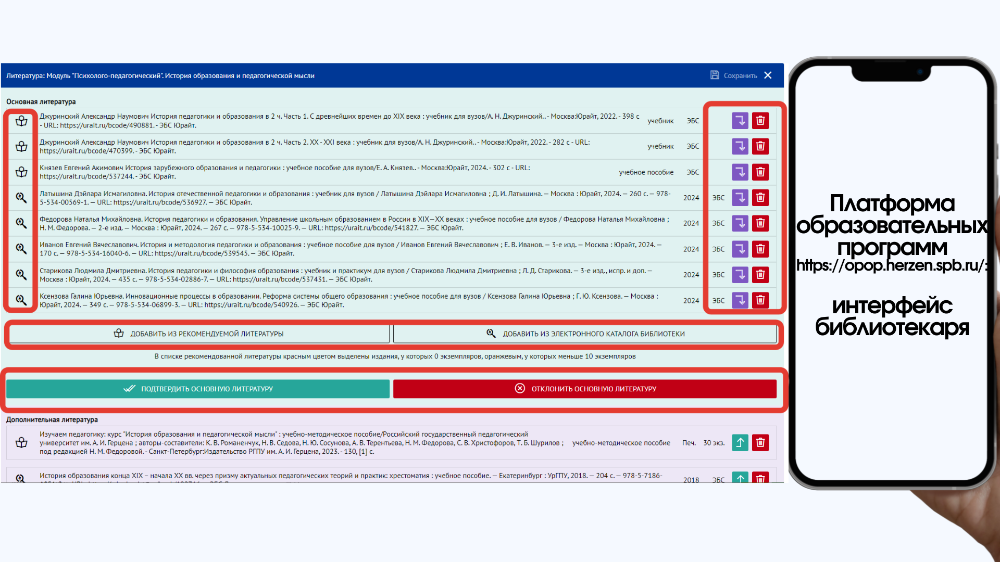 Литература: Модуль "Психолого-педагогический". История образования и педагогической мысли
Сохранить
Основная литература
Джуринский Александр Наумович История педагогики и образования в 2 ч. Часть 1. С древнейших времен до XIX века : учебник для вузов/А. Н. Джуринский.. - Москва:Юрайт, 2022. - 398 с
- URL: https://urait.ru/bcode/490881. - ЭБС Юрайт.
учебник ЭБС
Джуринский Александр Наумович История педагогики и образования в 2 ч. Часть 2. XX - XXI века : учебник для вузов/А. Н. Джуринский.. - Москва:Юрайт, 2022. - 282 с - URL:
https://urait.ru/bcode/470399. - ЭБС Юрайт.
учебник ЭБС
Князев Евгений Акимович История зарубежного образования и педагогики : учебное пособие для вузов/Е. А. Князев.. - Москва:Юрайт, 2024. - 302 с - URL:
https://urait.ru/bcode/537244. - ЭБС Юрайт.
учебное пособие ЭБС
Латышина Дэйлара Исмагиловна. История отечественной педагогики и образования : учебник для вузов / Латышина Дэйлара Исмагиловна ; Д. И. Латышина. — Москва : Юрайт, 2024. — 260 с. — 978-
5-534-00569-1. — URL: https://urait.ru/bcode/536927. — ЭБС Юрайт.
2024 ЭБС
Федорова Наталья Михайловна. История педагогики и образования. Управление школьным образованием в России в XIX—XX веках : учебное пособие для вузов / Федорова Наталья Михайловна ;
Н. М. Федорова. — 2-е изд. — Москва : Юрайт, 2024. — 267 с. — 978-5-534-10025-9. — URL: https://urait.ru/bcode/541827. — ЭБС Юрайт.
2024 ЭБС
Иванов Евгений Вячеславович. История и методология педагогики и образования : учебное пособие для вузов / Иванов Евгений Вячеславович ; Е. В. Иванов. — 3-е изд. — Москва : Юрайт, 2024. —
170 с. — 978-5-534-16040-6. — URL: https://urait.ru/bcode/539545. — ЭБС Юрайт.
2024 ЭБС
Старикова Людмила Дмитриевна. История педагогики и философия образования : учебник и практикум для вузов / Старикова Людмила Дмитриевна ; Л. Д. Старикова. — 3-е изд., испр. и доп. —
Москва : Юрайт, 2024. — 435 с. — 978-5-534-02886-7. — URL: https://urait.ru/bcode/537431. — ЭБС Юрайт.
2024 ЭБС
Ксензова Галина Юрьевна. Инновационные процессы в образовании. Реформа системы общего образования : учебное пособие для вузов / Ксензова Галина Юрьевна ; Г. Ю. Ксензова. — Москва :
Юрайт, 2024. — 349 с. — 978-5-534-06899-3. — URL: https://urait.ru/bcode/540926. — ЭБС Юрайт.
2024 ЭБС
ДОБАВИТЬ ИЗ РЕКОМЕНДУЕМОЙ ЛИТЕРАТУРЫ
ДОБАВИТЬ ИЗ ЭЛЕКТРОННОГО КАТАЛОГА БИБЛИОТЕКИ
В списке рекомендованной литературы красным цветом выделены издания, у которых 0 экземпляров, оранжевым, у которых меньше 10 экземпляров
ПОДТВЕРДИТЬ ОСНОВНУЮ ЛИТЕРАТУРУ
ОТКЛОНИТЬ ОСНОВНУЮ ЛИТЕРАТУРУ
Дополнительная литература
Изучаем педагогику: курс "История образования и педагогической мысли" : учебно-методическое пособие/Российский государственный педагогический
университет им. А. И. Герцена ; авторы-составители: К. В. Романенчук, Н. В. Седова, Н. Ю. Сосунова, А. В. Терентьева, Н. М. Федорова, С. В. Христофоров, Т. Б. Шурилов ;
под редакцией Н. М. Федоровой. - Санкт-Петербург:Издательство РГПУ им. А. И. Герцена, 2023. - 130, [1] с.
учебно-методическое пособие Печ. 30 экз.
История образования конца XIX – начала XX вв. через призму актуальных педагогических теорий и практик: хрестоматия : учебное пособие. — Екатеринбург : УрГПУ, 2018. — 204 с. — 978-5-7186-
2018 ЭБС
Платформа
образовательных
программ
https://opop.herzen.spb.ru/:
интерфейс
библиотекаря